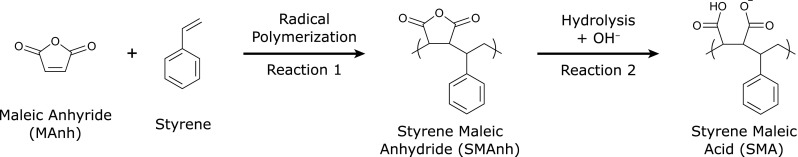 O
O
O
+
Radical
Polymerization
Reaction 1
O
O
O
Hydrolysis
+ OH⁻
Reaction 2
HO
O
O⁻
O
Maleic Anhyride
(MAnh)
Styrene
Styrene Maleic
Anhydride (SMAnh)
Styrene Maleic
Acid (SMA)